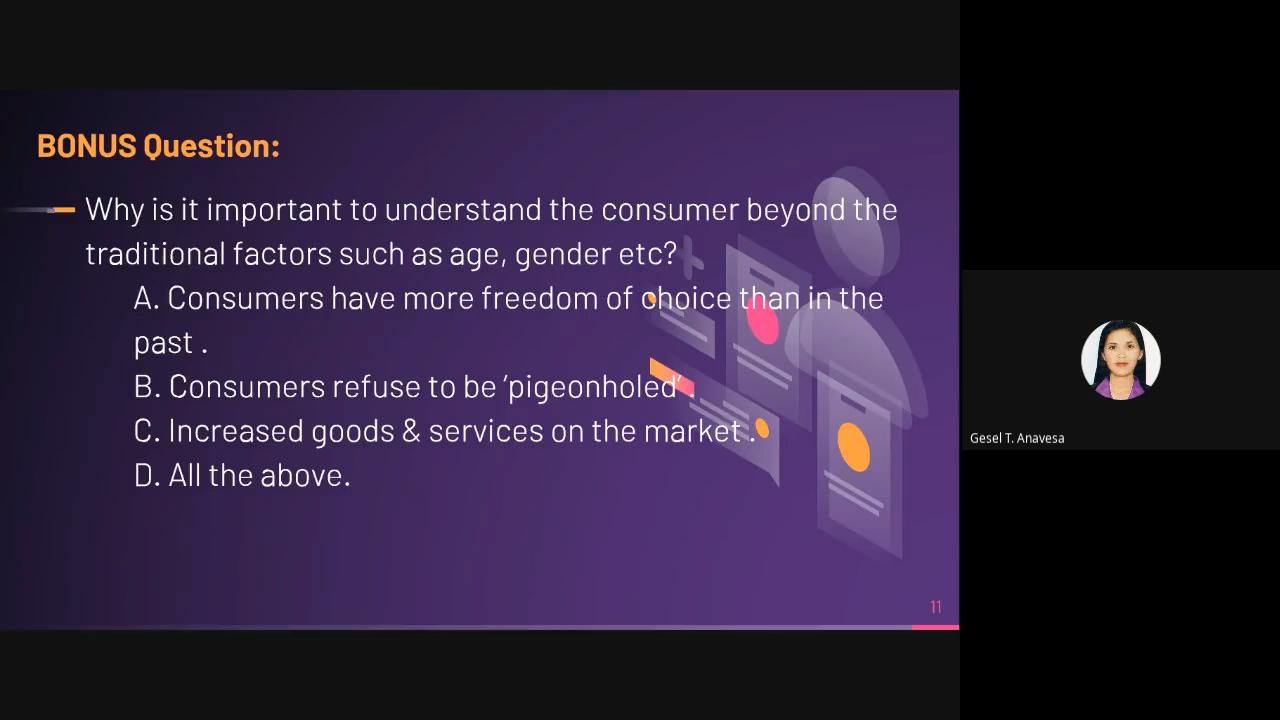 BONUS Question:
Why is it important to understand the consumer beyond the
traditional factors such as age, gender etc?
A. Consumers have more freedom of choice than in the
past .
B. Consumers refuse to be ‘pigeonholed’ .
C. Increased goods & services on the market .
D. All the above.
11
Gesel T. Anavesa